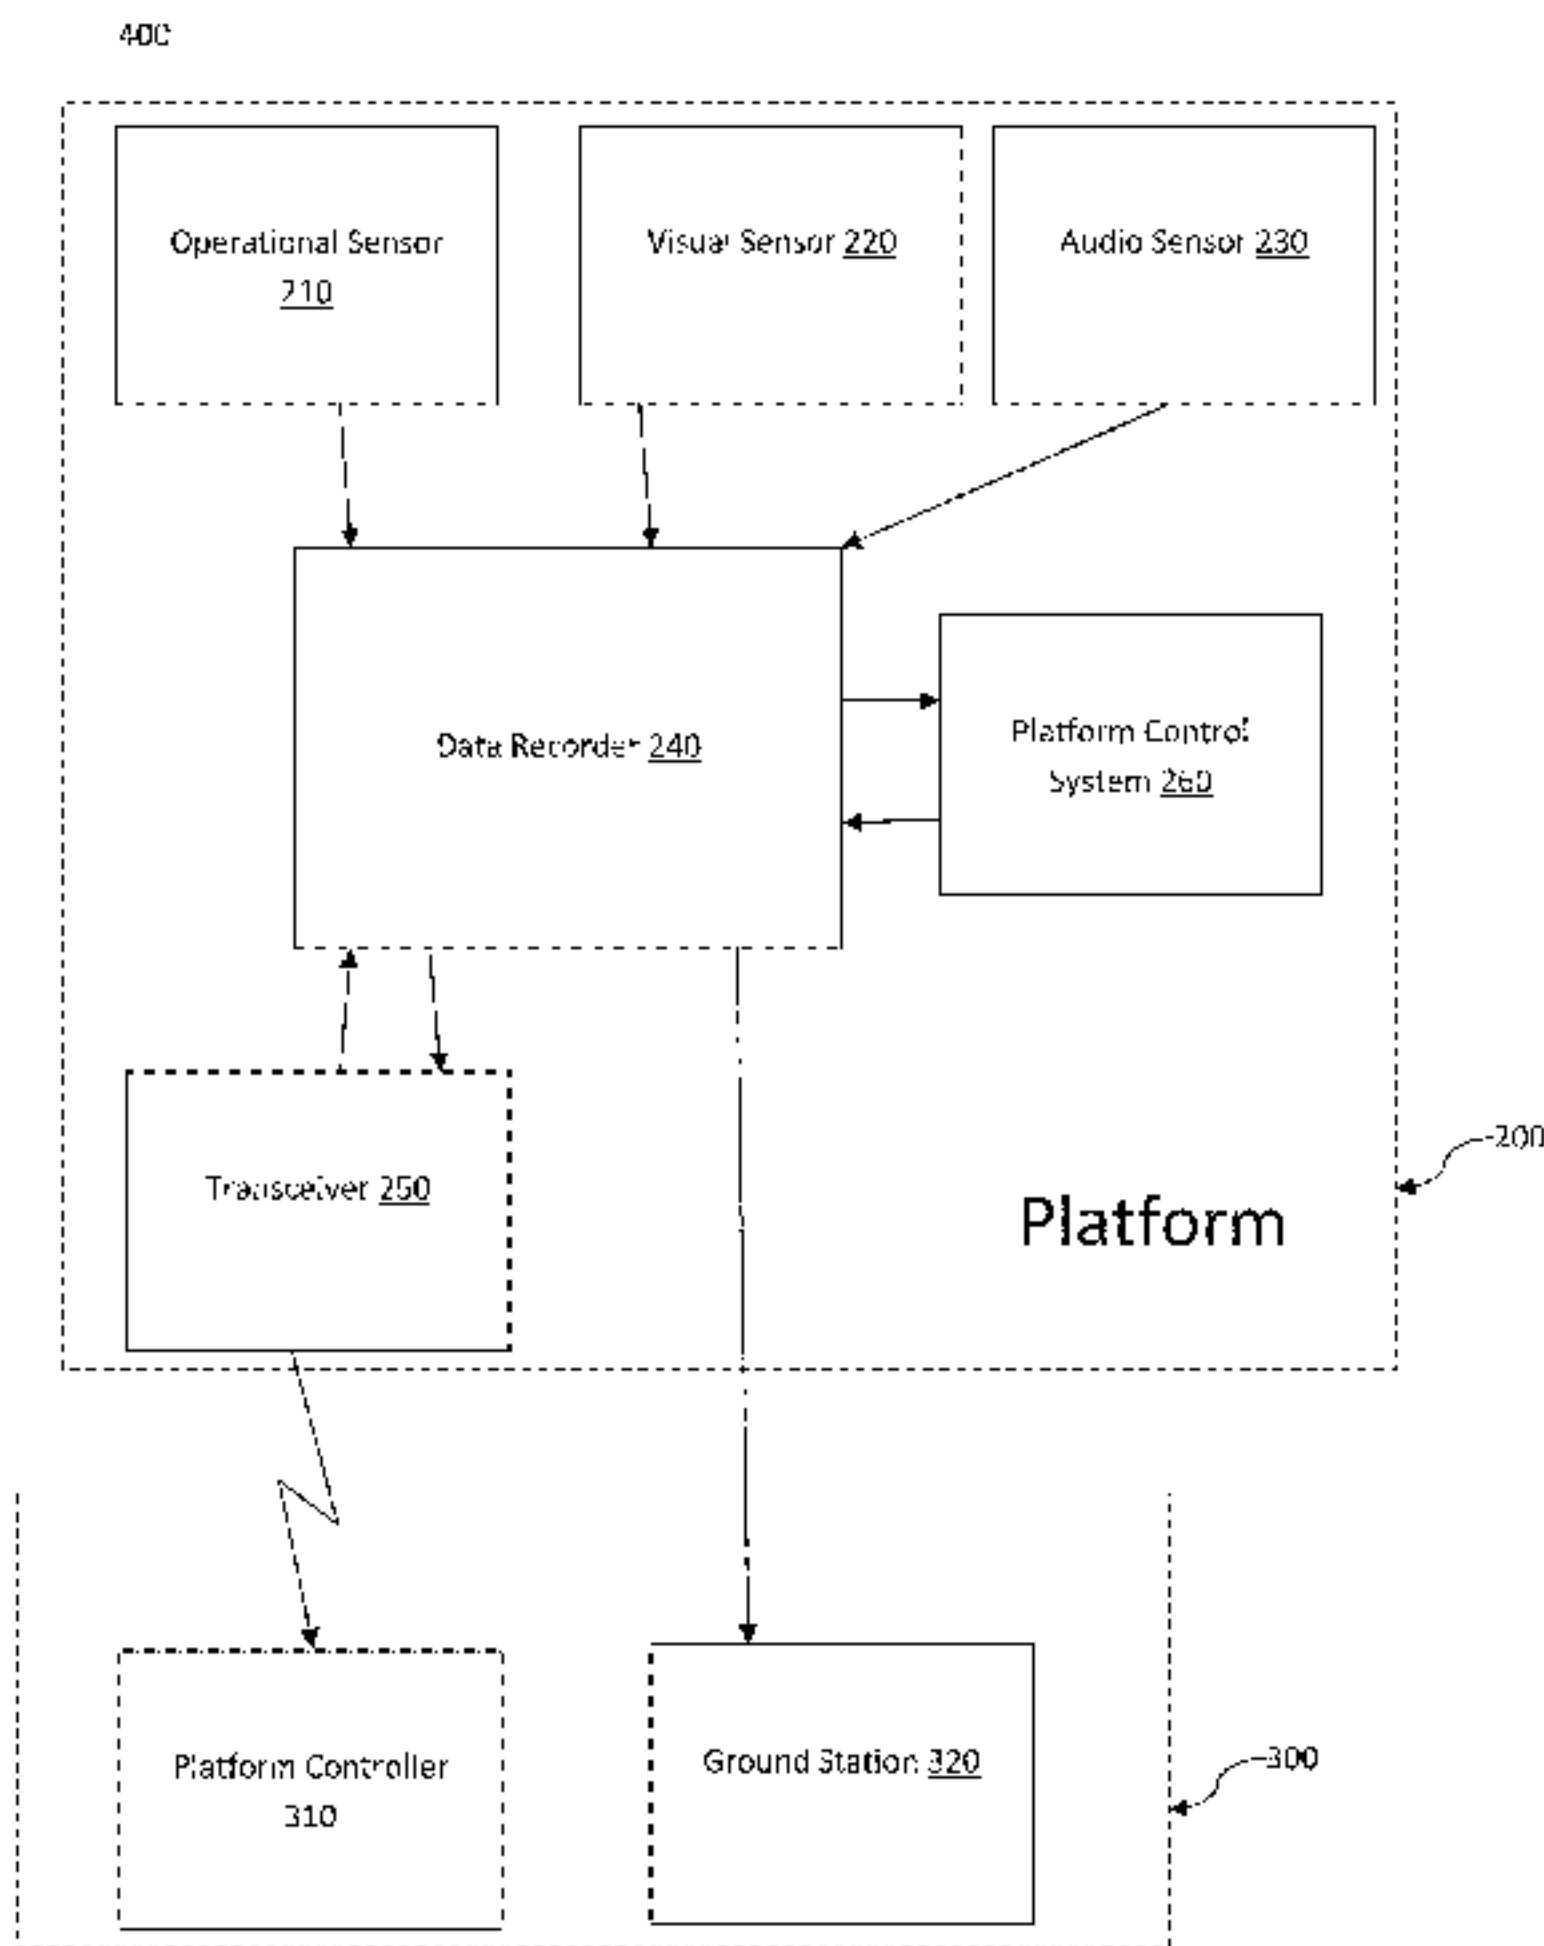 400
Operational Sensor
210
Visual Sensor 220
Audio Sensor 230
Data Recorder 240
Platform Control
System 260
Transceiver 250
200
Platform
Platform Controller
310
Ground Station 320
300